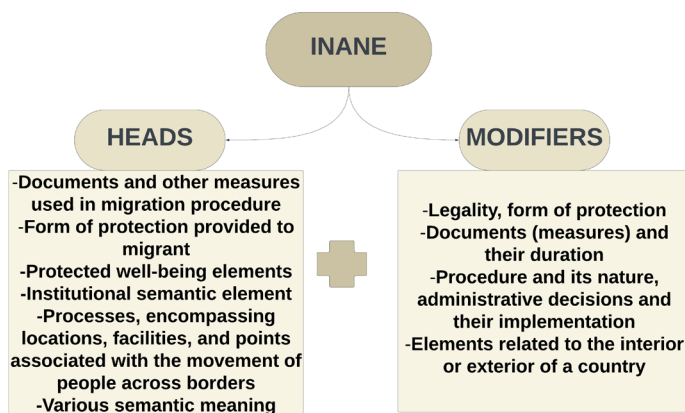 INANE
HEADS
-Documents and other measures
used in migration procedure
-Form of protection provided to
migrant
-Protected well-being elements
-Institutional semantic element
-Processes, encompassing
locations, facilities, and points
associated with the movement of
people across borders
-Various semantic meaning
MODIFIERS
-Legality, form of protection
-Documents (measures) and
their duration
-Procedure and its nature,
administrative decisions and
their implementation
-Elements related to the interior
or exterior of a country